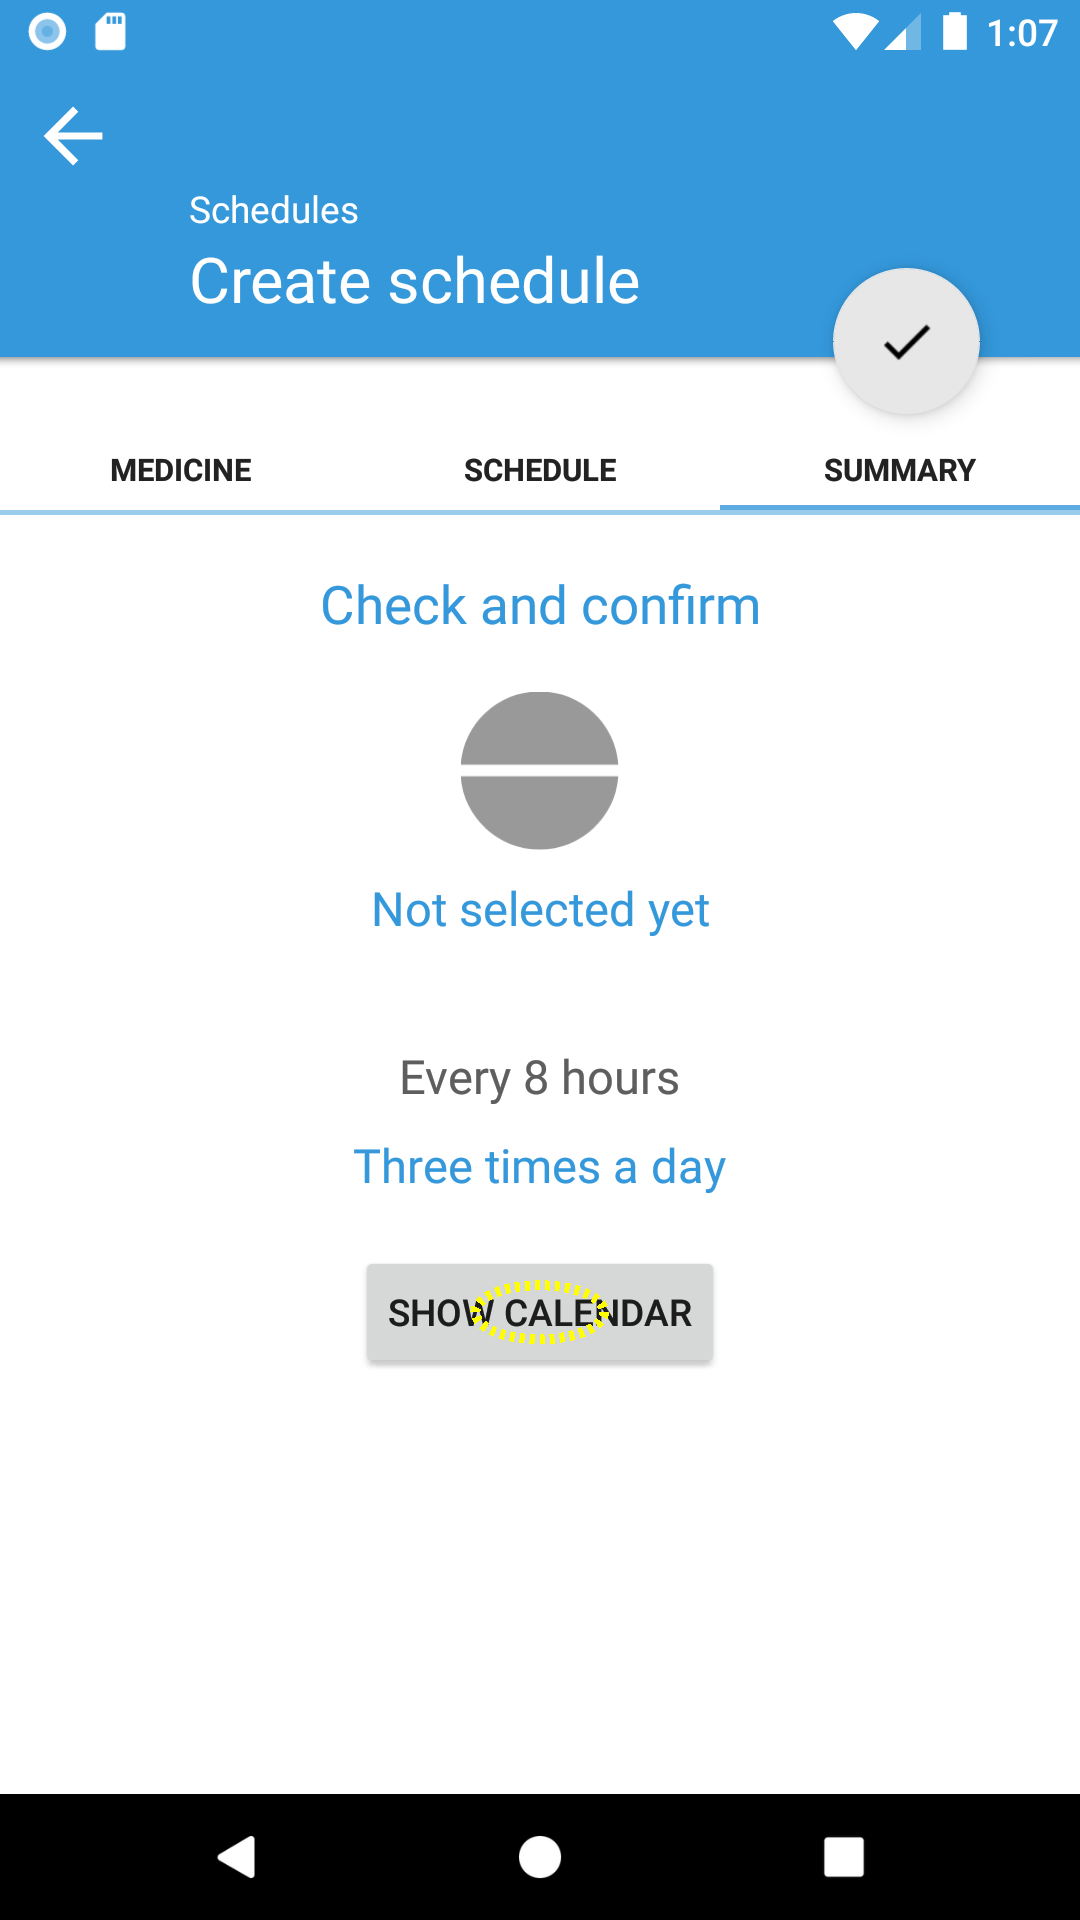 1:07
Schedules
Create schedule
MEDICINE SCHEDULE SUMMARY
Check and confirm
Not selected yet
Every 8 hours
Three times a day
SHOW CALENDAR